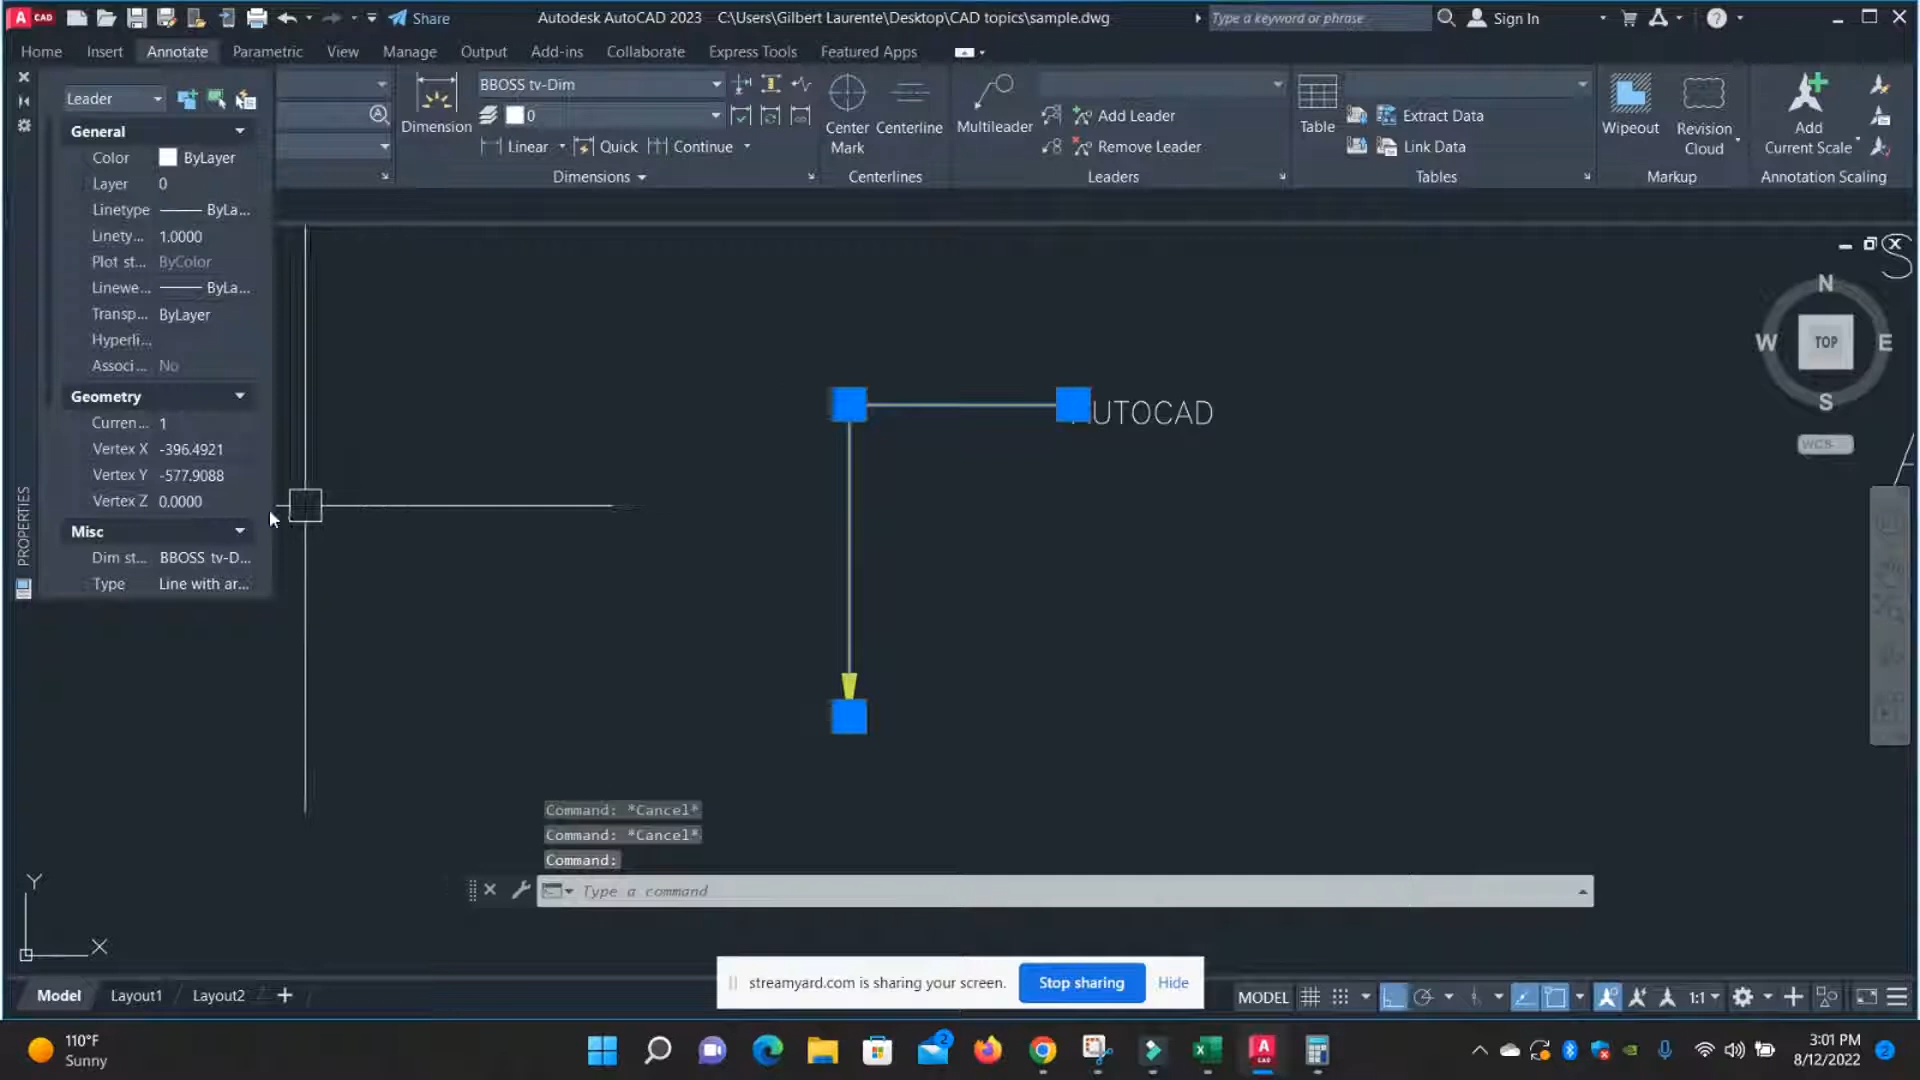 CAD
Share
Autodesk AutoCAD 2023 C:\Users\Gilbert Laurente\Desktop\CAD topics\sample.dwg
Type a keyword or phrase
Sign In
Home Insert Annotate Parametric View Manage Output Add-ins Collaborate Express Tools Featured Apps
Leader
General
Color ByLayer
Layer 0
Linetype ByLa...
Linety... 1.0000
Plot st... ByColor
Linewe... ByLa...
Transp... ByLayer
Hyperli...
Associ... No
Geometry
Curren... 1
Vertex X -396.4921
Vertex Y -577.9088
Vertex Z 0.0000
Misc
Dim st... BBOSS tv-D...
Type Line with ar...
PROPERTIES
Dimension
BBOSS tv-Dim
0
Linear Quick Continue
Dimensions
Center Mark
Centerline
Centerlines
Multileader
Add Leader
Remove Leader
Leaders
Table
Extract Data
Link Data
Tables
Wipeout
Revision Cloud
Markup
Add Current Scale
Annotation Scaling
N
W TOP E
S
WCS
UTOCAD
Command: *Cancel*
Command: *Cancel*
Command:
Type a command
Y
X
streamyard.com is sharing your screen. Stop sharing Hide
Model Layout1 Layout2 +
MODEL
1:1
110°F
Sunny
2
A
CAD
3:01 PM
8/12/2022
2